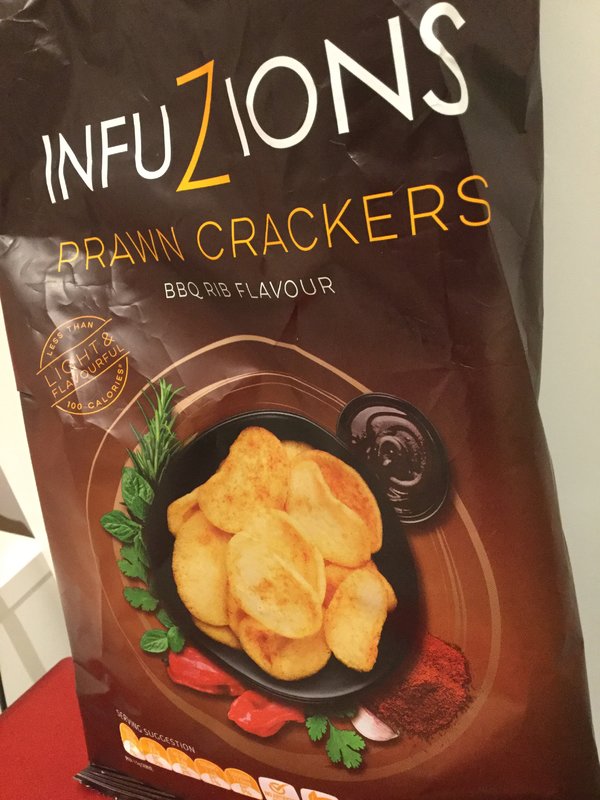 INFUZIONS
PRAWN CRACKERS
BBQ RIB FLAVOUR
LESS THAN
LIGHT &
FLAVOURFUL
100 CALORIES*
SERVING SUGGESTION